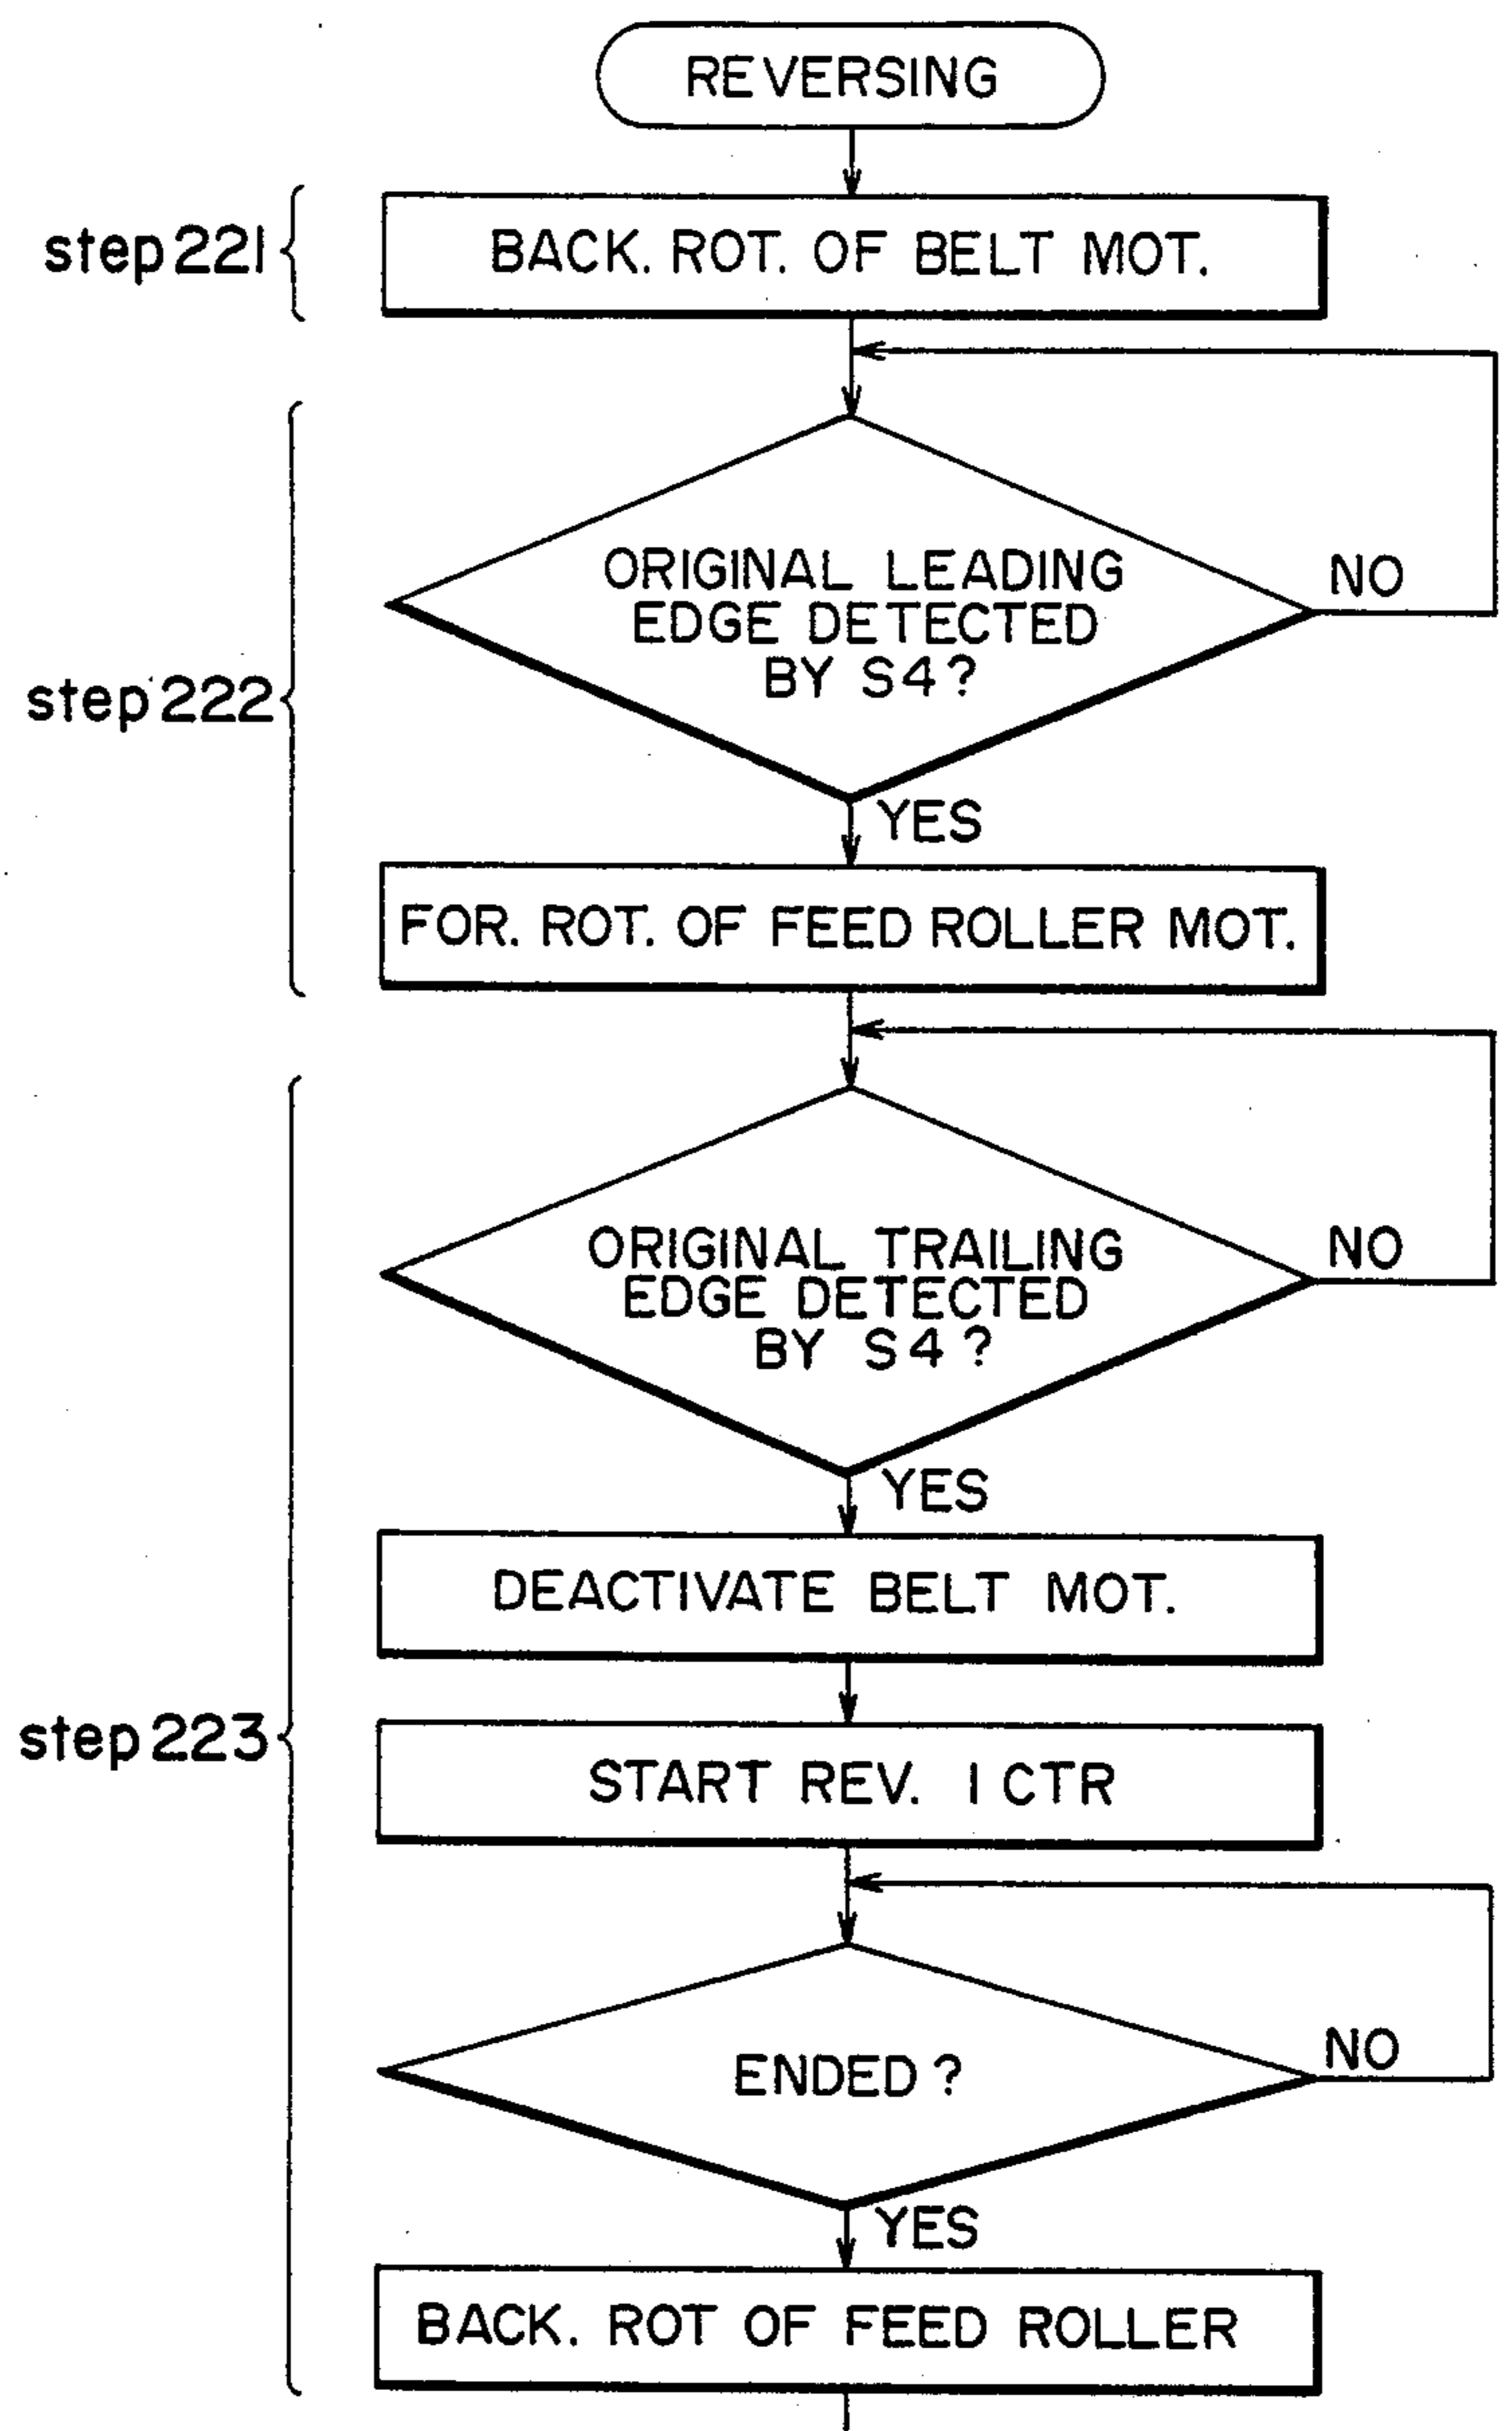 REVERSING
step 221
BACK. ROT. OF BELT MOT.
step 222
ORIGINAL LEADING
EDGE DETECTED
BY S4?
NO
YES
FOR. ROT. OF FEED ROLLER MOT.
step 223
ORIGINAL TRAILING
EDGE DETECTED
BY S4?
NO
YES
DEACTIVATE BELT MOT.
START REV. 1 CTR
ENDED?
NO
YES
BACK. ROT OF FEED ROLLER